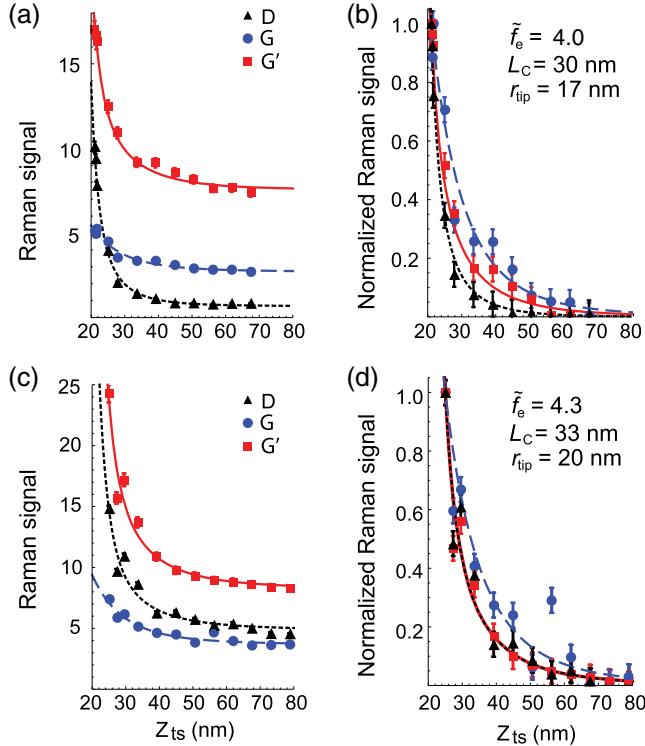 (a)
Raman signal
15
10
5
20 30 40 50 60 70 80
D
G
G'
(b)
Normalized Raman signal
1.0
0.8
0.6
0.4
0.2
20 30 40 50 60 70 80
f̃e = 4.0
LC = 30 nm
rtip = 17 nm
(c)
Raman signal
25
20
15
10
5
20 30 40 50 60 70 80
Zts (nm)
D
G
G'
(d)
Normalized Raman signal
1.0
0.8
0.6
0.4
0.2
20 30 40 50 60 70 80
Zts (nm)
f̃e = 4.3
LC = 33 nm
rtip = 20 nm